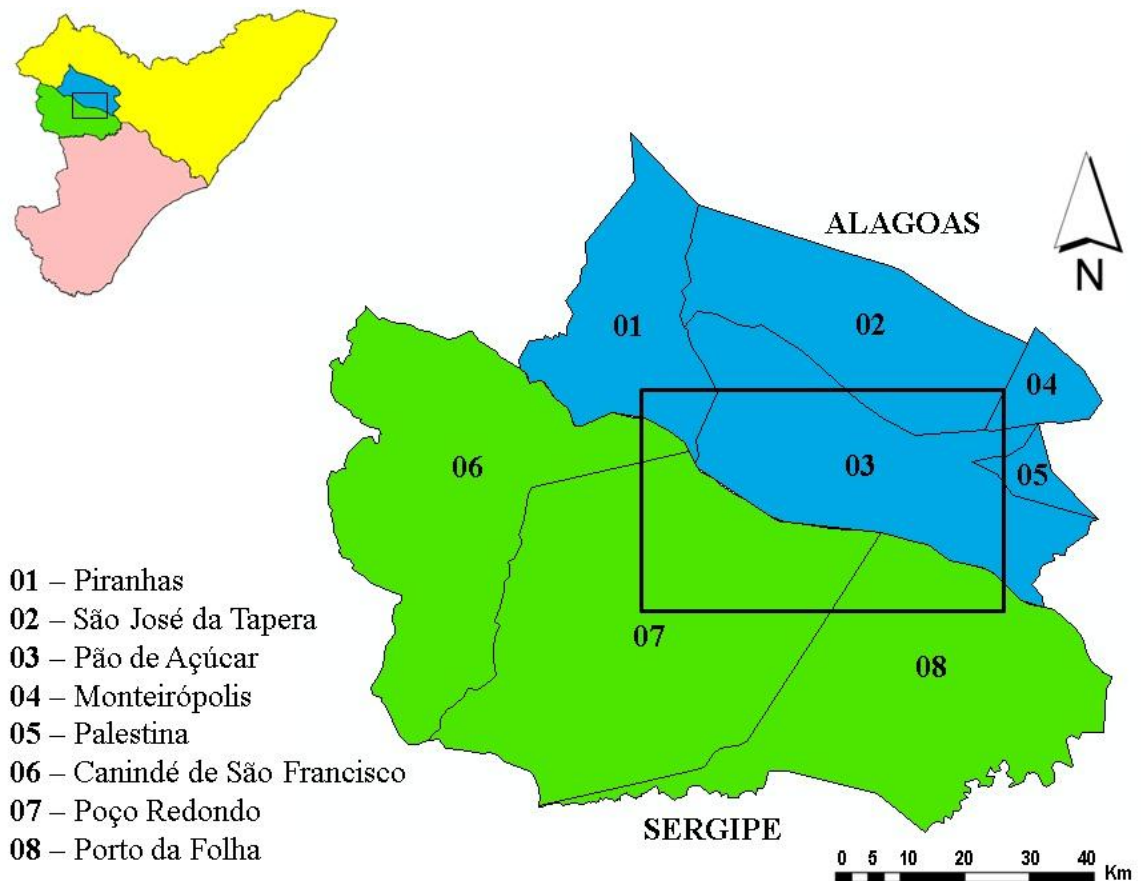 ALAGOAS
N
01
02
04
03
05
06
07
08
01 – Piranhas
02 – São José da Tapera
03 – Pão de Açúcar
04 – Monteirópolis
05 – Palestina
06 – Canindé de São Francisco
07 – Poço Redondo
08 – Porto da Folha
SERGIPE
0 5 10 20 30 40
Km